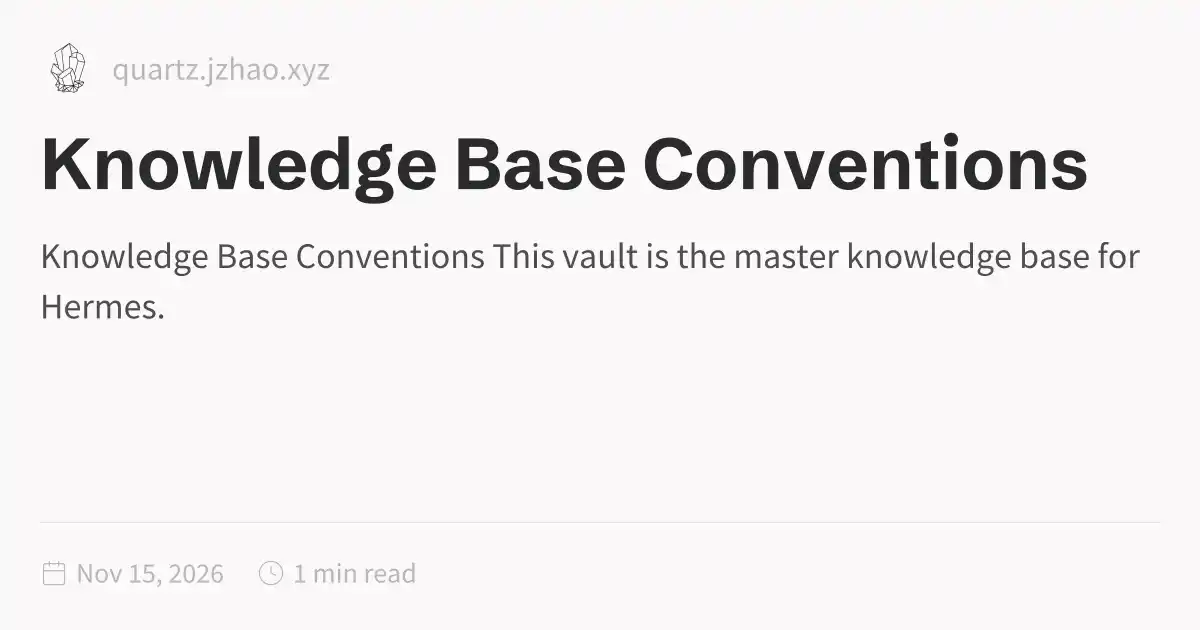 quartz.jzhao.xyz
Knowledge Base Conventions
Knowledge Base Conventions This vault is the master knowledge base for
Hermes.
Nov 15, 2026 1 min read